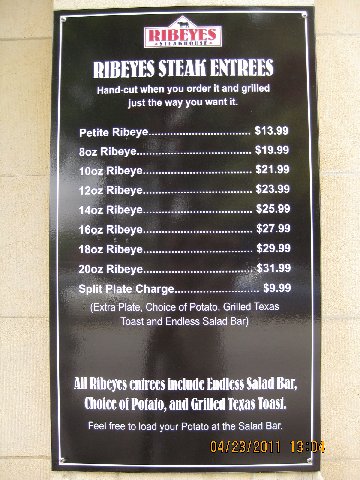 RIBEYES
STEAKHOUSE
RIBEYES STEAK ENTREES
Hand-cut when you order it and grilled
just the way you want it.
Petite Ribeye................................ $13.99
8oz Ribeye................................... $19.99
10oz Ribeye................................. $21.99
12oz Ribeye................................. $23.99
14oz Ribeye................................. $25.99
16oz Ribeye................................. $27.99
18oz Ribeye................................. $29.99
20oz Ribeye................................. $31.99
Split Plate Charge.......................... $9.99
(Extra Plate, Choice of Potato. Grilled Texas
Toast and Endless Salad Bar)
All Ribeyes entrees include Endless Salad Bar,
Choice of Potato, and Grilled Texas Toast.
Feel free to load your Potato at the Salad Bar.
04/23/2011 13:04